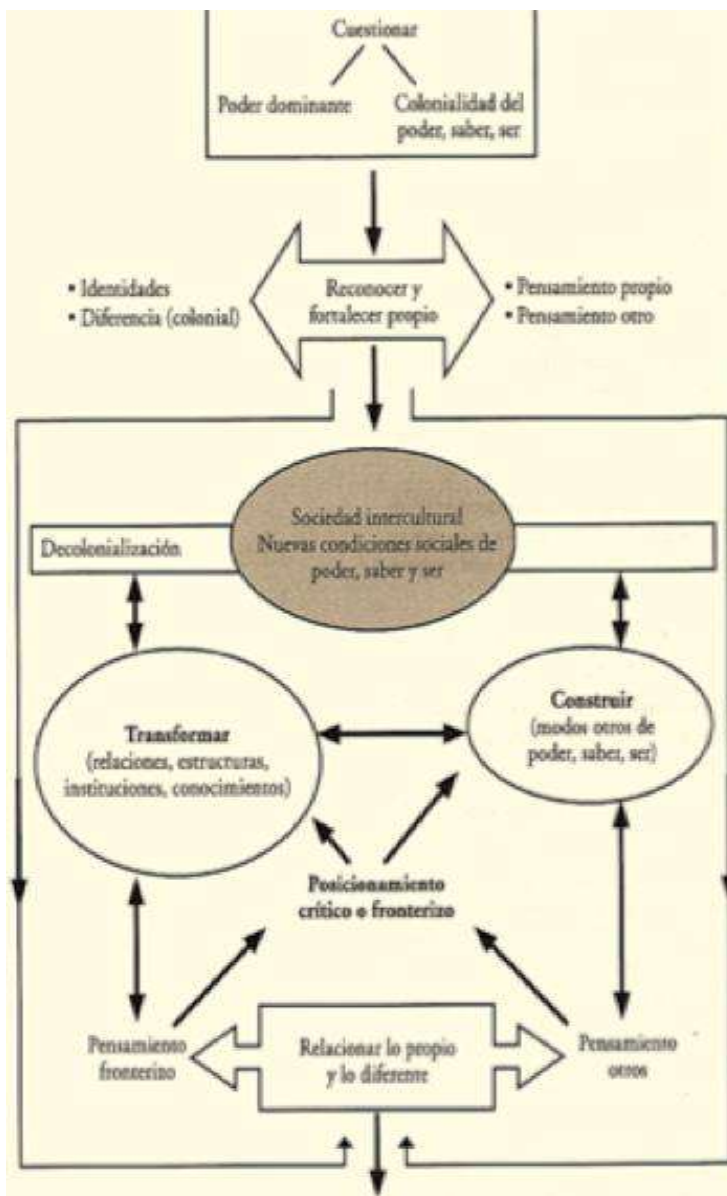 Cuestionar
Poder dominante
Colonialidad del
poder, saber, ser
• Identidades
• Diferencia (colonial)
Reconocer y
fortalecer propio
• Pensamiento propio
• Pensamiento otro
Sociedad intercultural
Nuevas condiciones sociales de
poder, saber y ser
Decolonialización
Transformar
(relaciones, estructuras,
instituciones, conocimientos)
Construir
(modos otros de
poder, saber, ser)
Posicionamiento
crítico o fronterizo
Pensamiento
fronterizo
Relacionar lo propio
y lo diferente
Pensamiento
otros